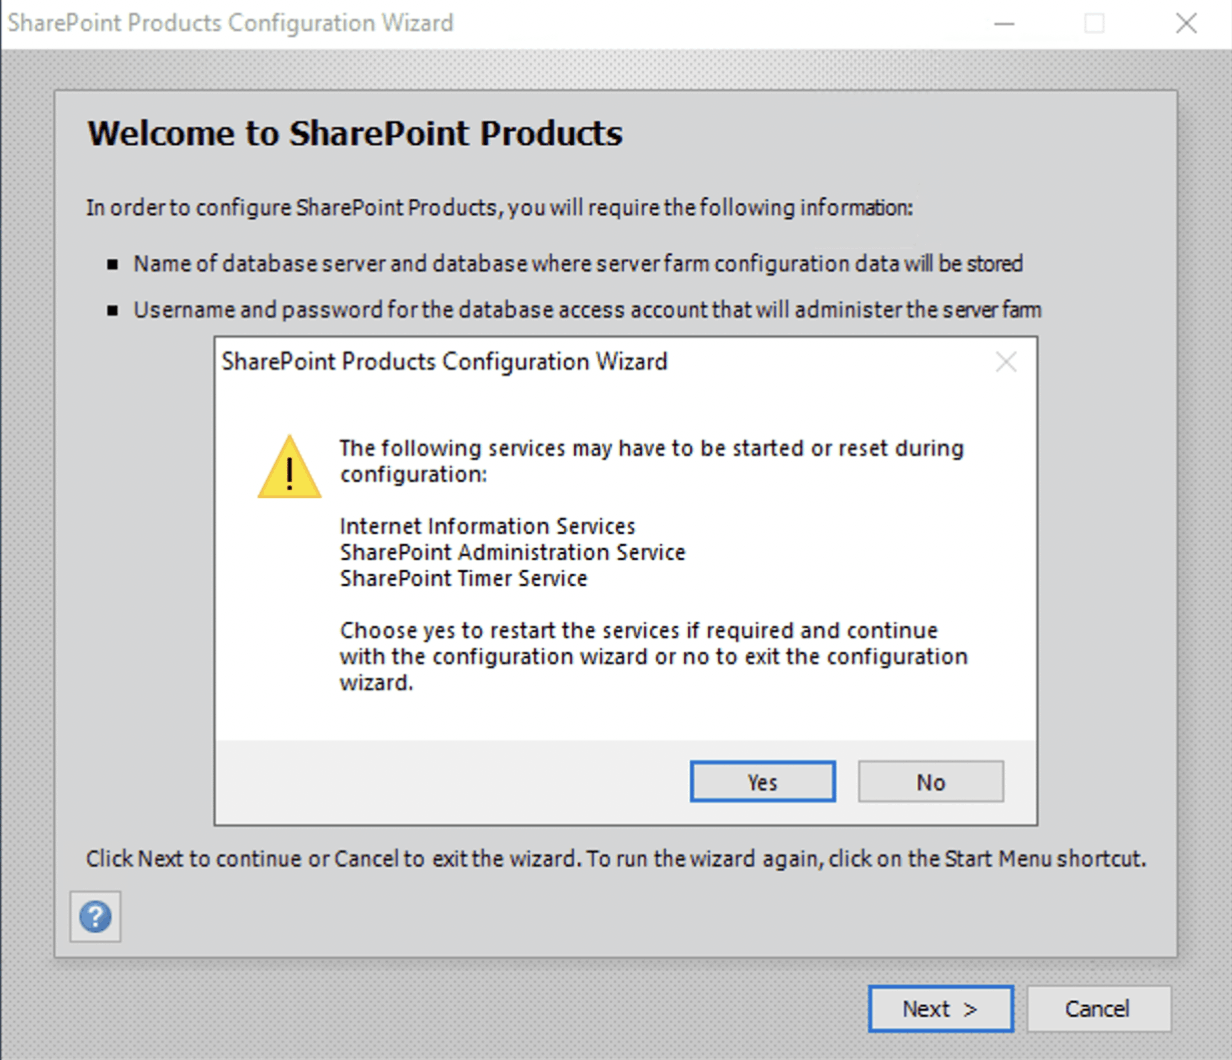 SharePoint Products Configuration Wizard
Welcome to SharePoint Products
In order to configure SharePoint Products, you will require the following information:
Name of database server and database where server farm configuration data will be stored
Username and password for the database access account that will administer the server farm
SharePoint Products Configuration Wizard
The following services may have to be started or reset during
configuration:
Internet Information Services
SharePoint Administration Service
SharePoint Timer Service
Choose yes to restart the services if required and continue
with the configuration wizard or no to exit the configuration
wizard.
Yes No
Click Next to continue or Cancel to exit the wizard. To run the wizard again, click on the Start Menu shortcut.
?
Next > Cancel